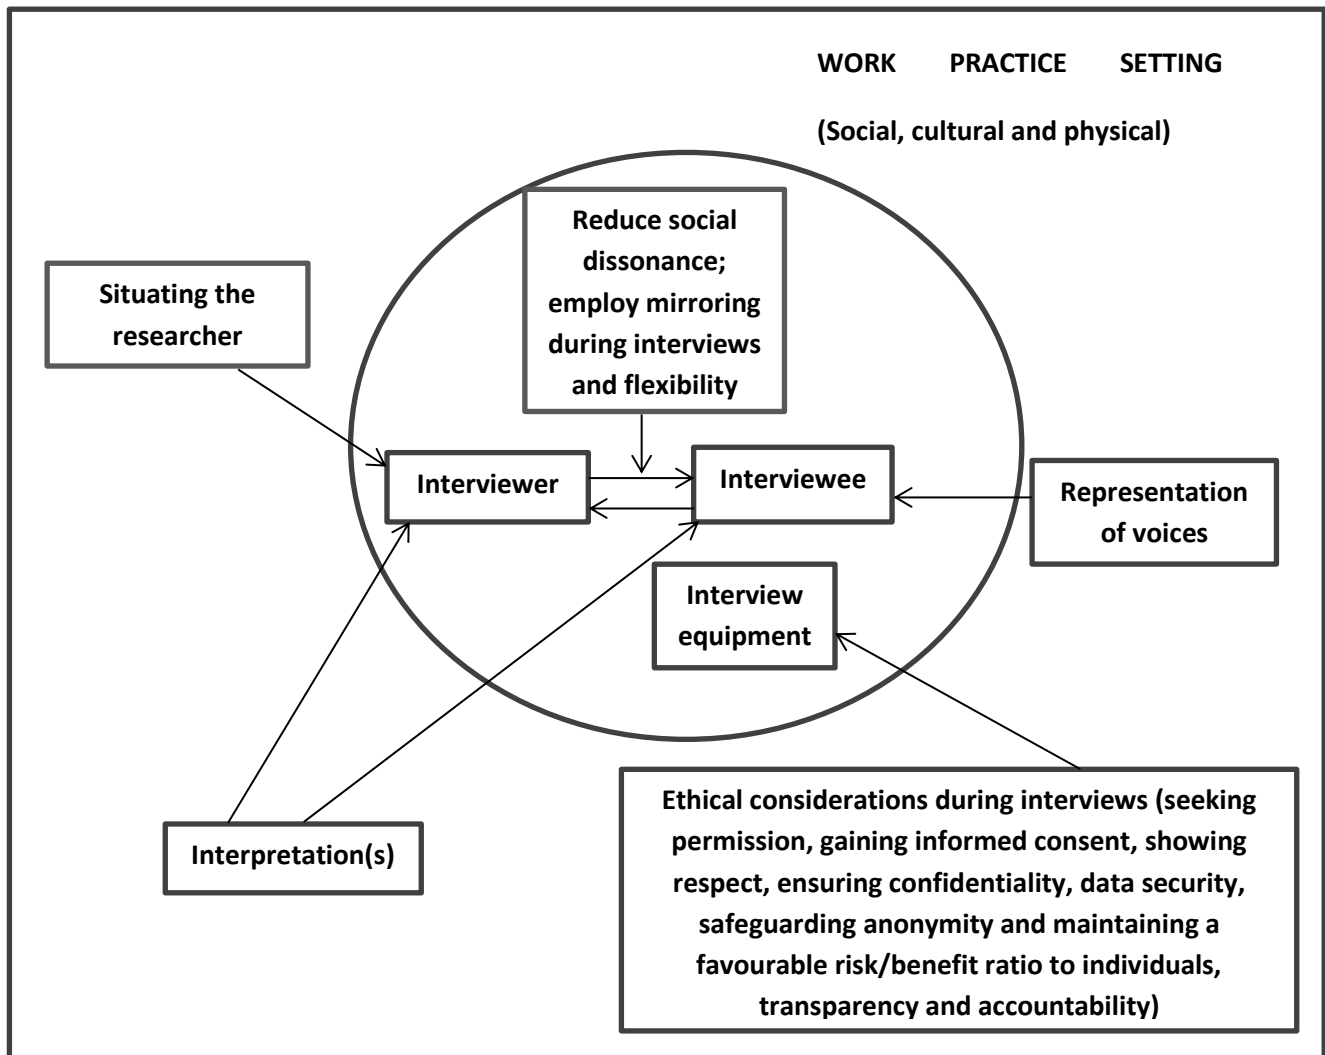 WORK PRACTICE SETTING
(Social, cultural and physical)
Reduce social
dissonance;
employ mirroring
during interviews
and flexibility
Situating the
researcher
Interviewer
Interviewee
Representation
of voices
Interview
equipment
Interpretation(s)
Ethical considerations during interviews (seeking
permission, gaining informed consent, showing
respect, ensuring confidentiality, data security,
safeguarding anonymity and maintaining a
favourable risk/benefit ratio to individuals,
transparency and accountability)